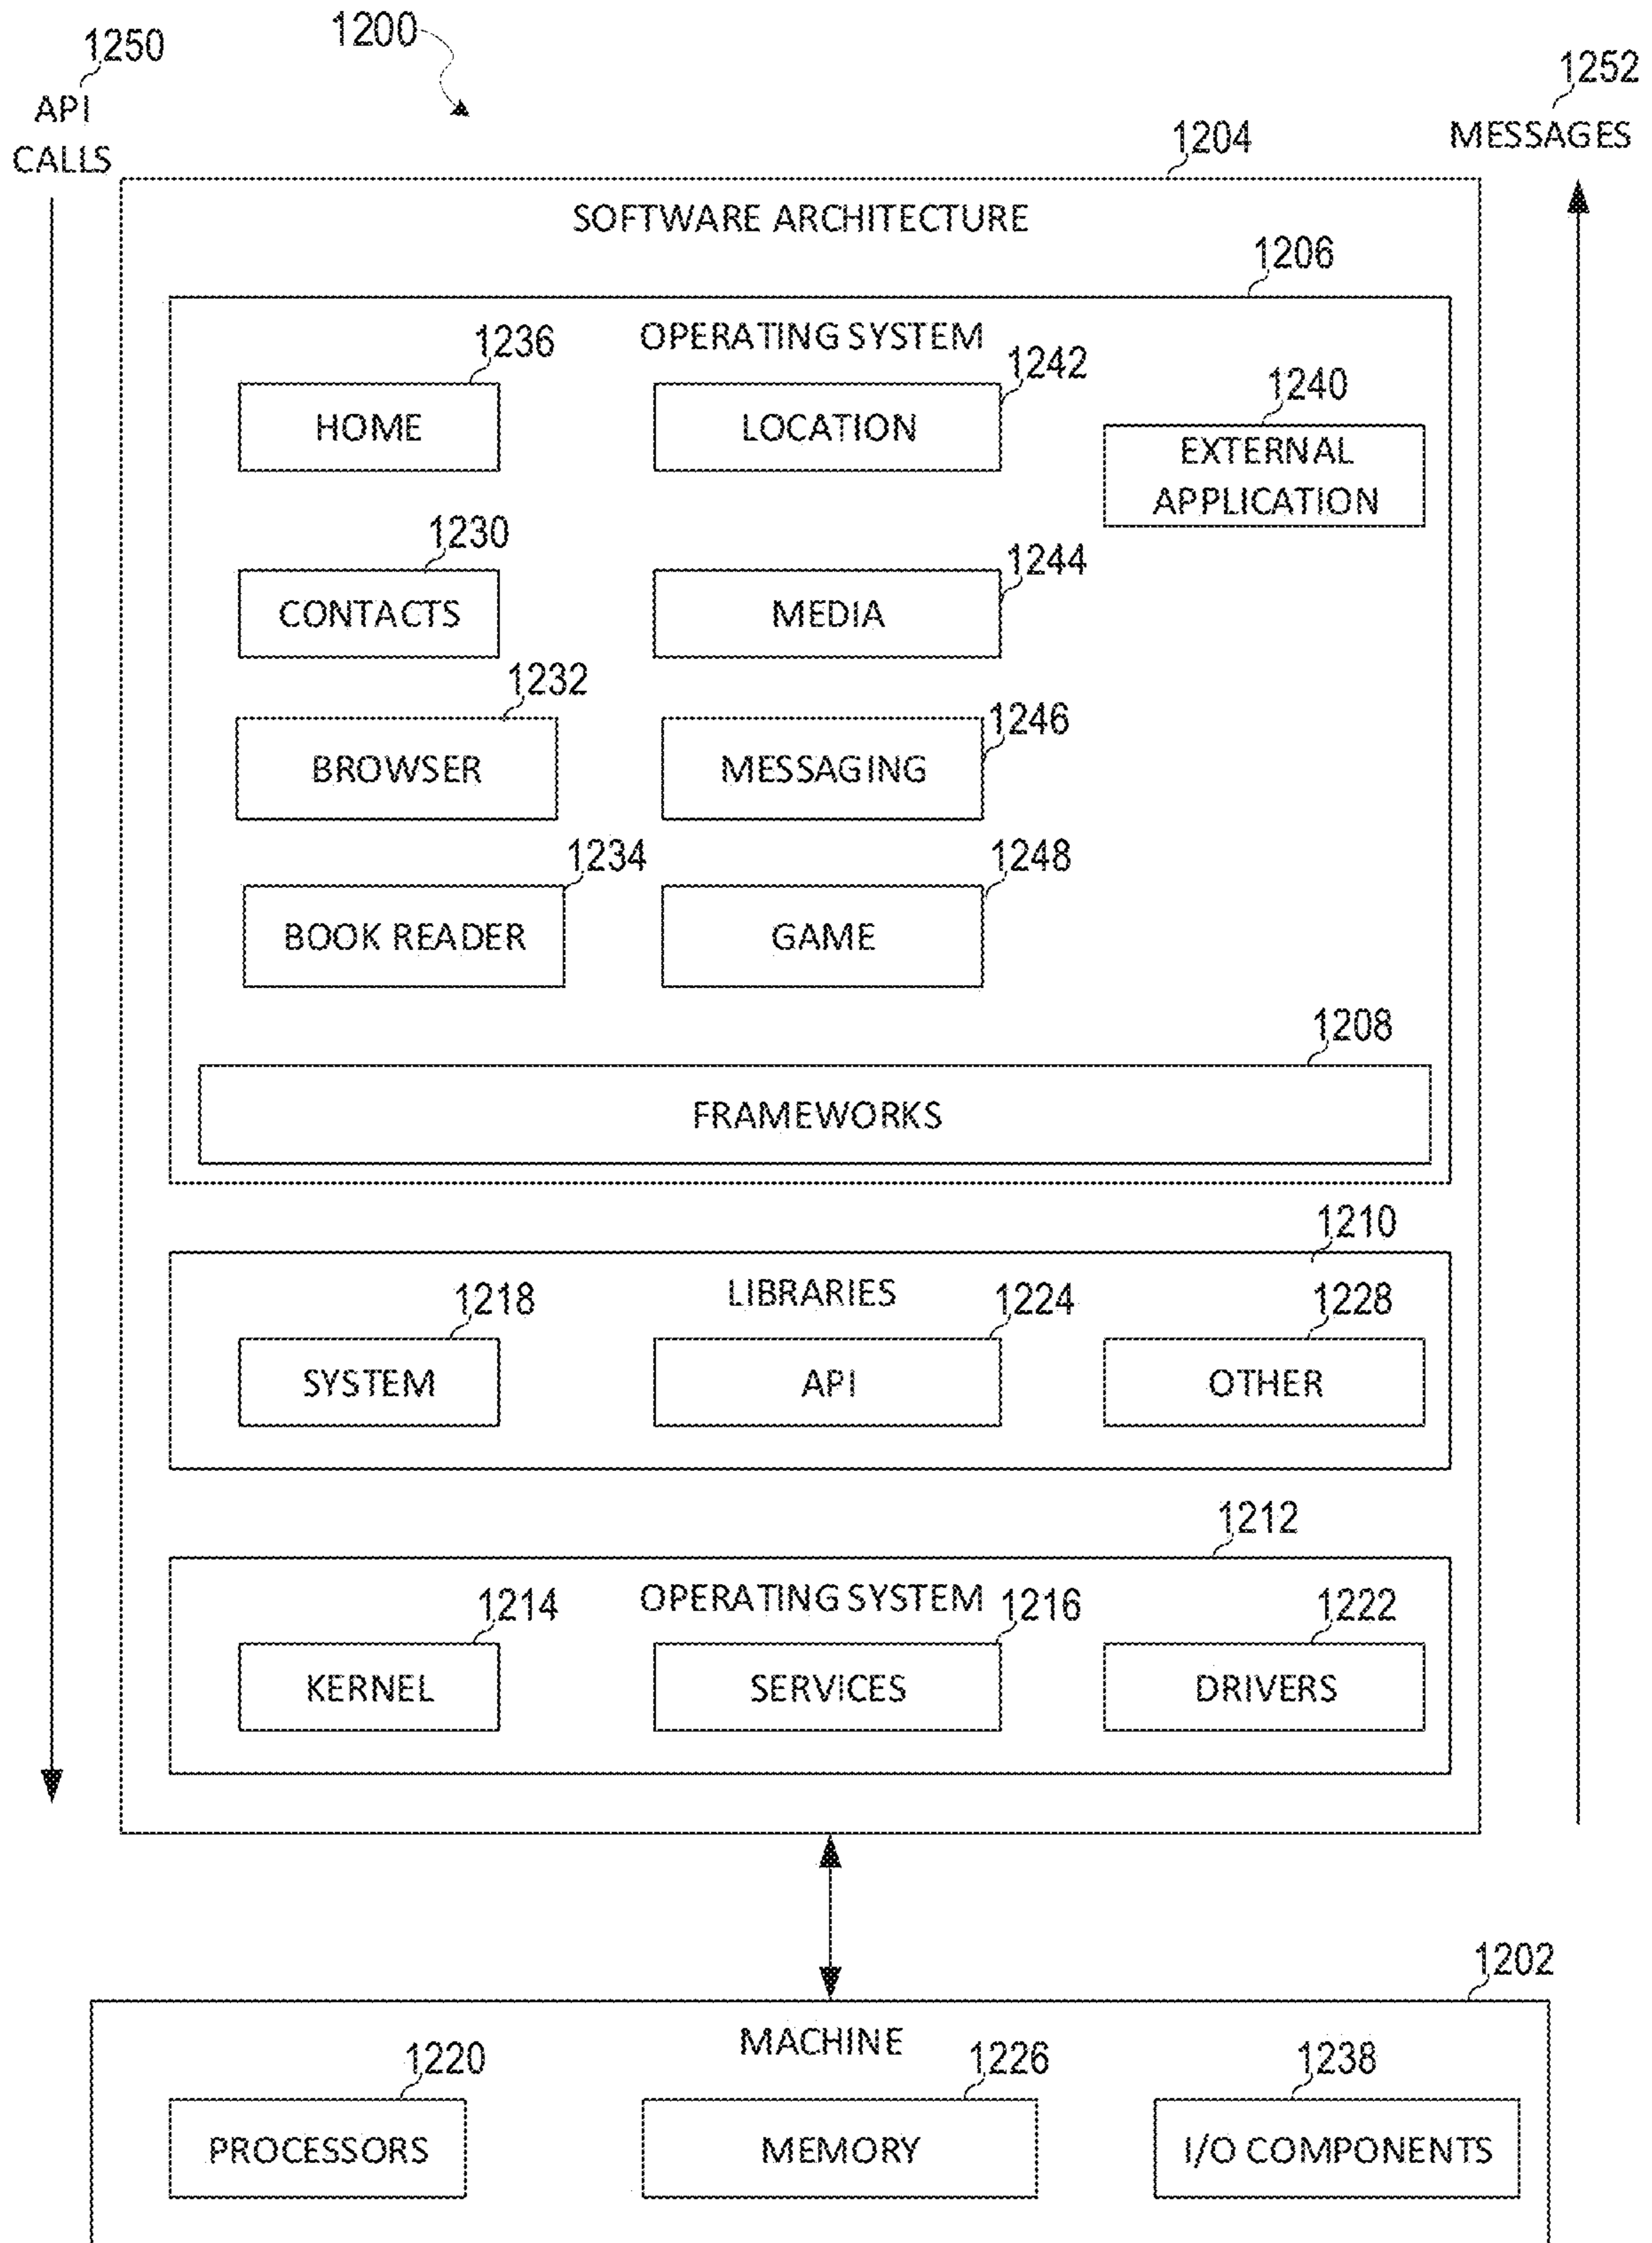 1250
1200
1252
API
CALLS
MESSAGES
1204
SOFTWARE ARCHITECTURE
1206
OPERATING SYSTEM
1236
1242
1240
HOME
LOCATION
EXTERNAL
APPLICATION
1230
1244
CONTACTS
MEDIA
1232
1246
BROWSER
MESSAGING
1234
1248
BOOK READER
GAME
1208
FRAMEWORKS
1210
LIBRARIES
1218
1224
1228
SYSTEM
API
OTHER
1212
OPERATING SYSTEM
1214
1216
1222
KERNEL
SERVICES
DRIVERS
1202
MACHINE
1220
1226
1238
PROCESSORS
MEMORY
I/O COMPONENTS